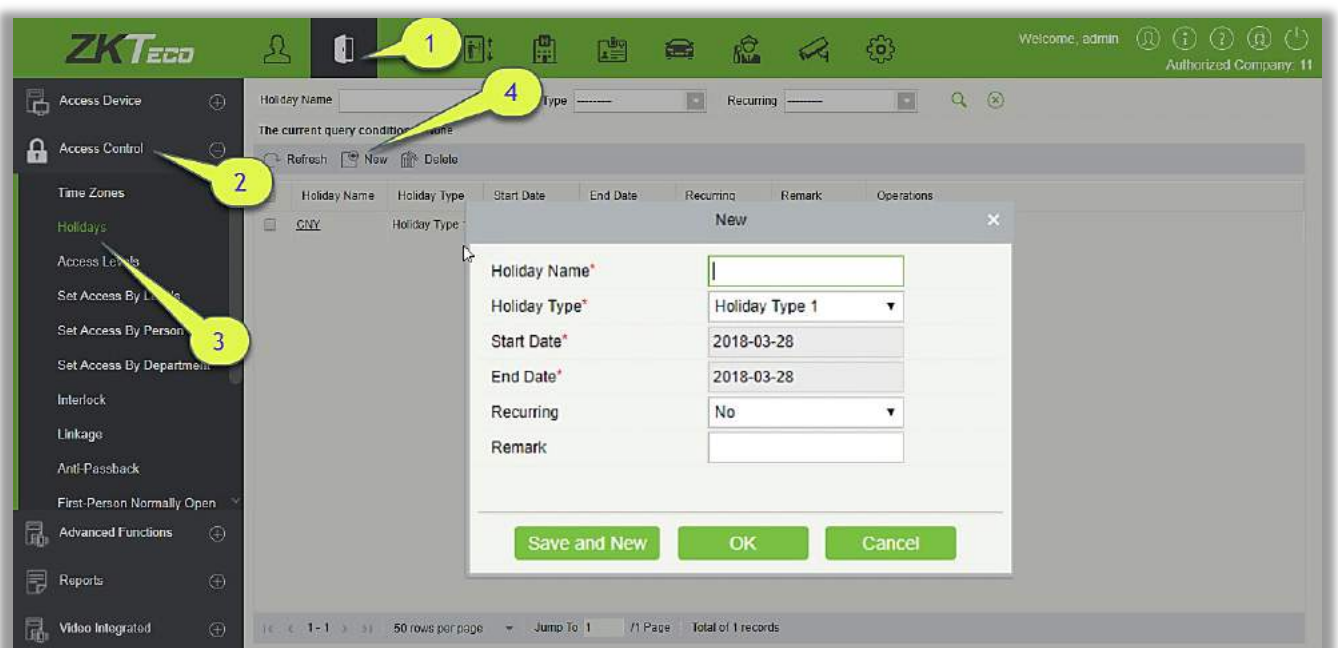 ZKTeco
1
Welcome, admin
Authorized Company: 11
Access Device
Holiday Name
4
Type ---------
Recurring ---------
The current query condition None
Access Control
Refresh New Delete
2
Time Zones
Holiday Name Holiday Type Start Date End Date Recurring Remark Operations
New
Holidays
CNY Holiday Type 1
Access Levels
Holiday Name*
Set Access By Levels
Holiday Type* Holiday Type 1
Set Access By Person
3
Start Date* 2018-03-28
Set Access By Department
End Date* 2018-03-28
Interlock
Recurring No
Linkage
Remark
Anti-Passback
First-Person Normally Open
Advanced Functions
Save and New OK Cancel
Reports
Video Integrated
1-1 50 rows per page Jump To 1 /1 Page Total of 1 records